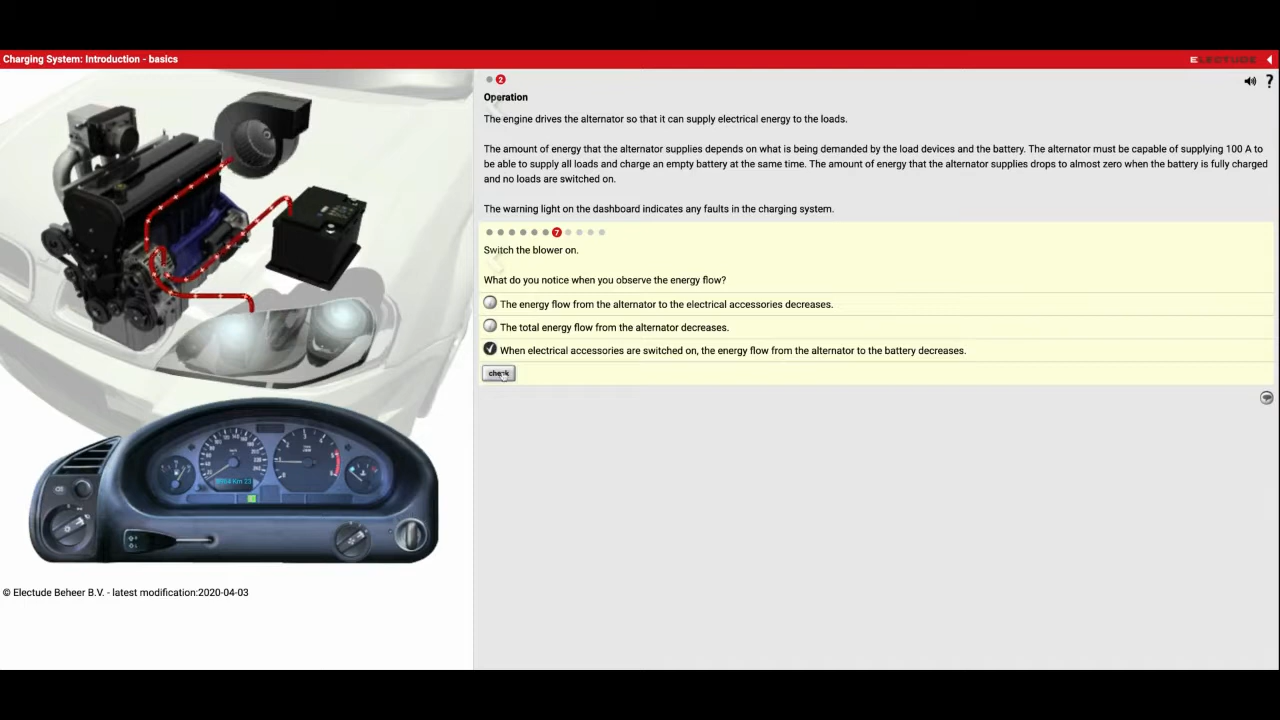 Charging System: Introduction - basics
ELECTUDE
2
?
Operation
The engine drives the alternator so that it can supply electrical energy to the loads.
The amount of energy that the alternator supplies depends on what is being demanded by the load devices and the battery. The alternator must be capable of supplying 100 A to
be able to supply all loads and charge an empty battery at the same time. The amount of energy that the alternator supplies drops to almost zero when the battery is fully charged
and no loads are switched on.
The warning light on the dashboard indicates any faults in the charging system.
7
Switch the blower on.
What do you notice when you observe the energy flow?
The energy flow from the alternator to the electrical accessories decreases.
The total energy flow from the alternator decreases.
When electrical accessories are switched on, the energy flow from the alternator to the battery decreases.
check
© Electude Beheer B.V. - latest modification:2020-04-03